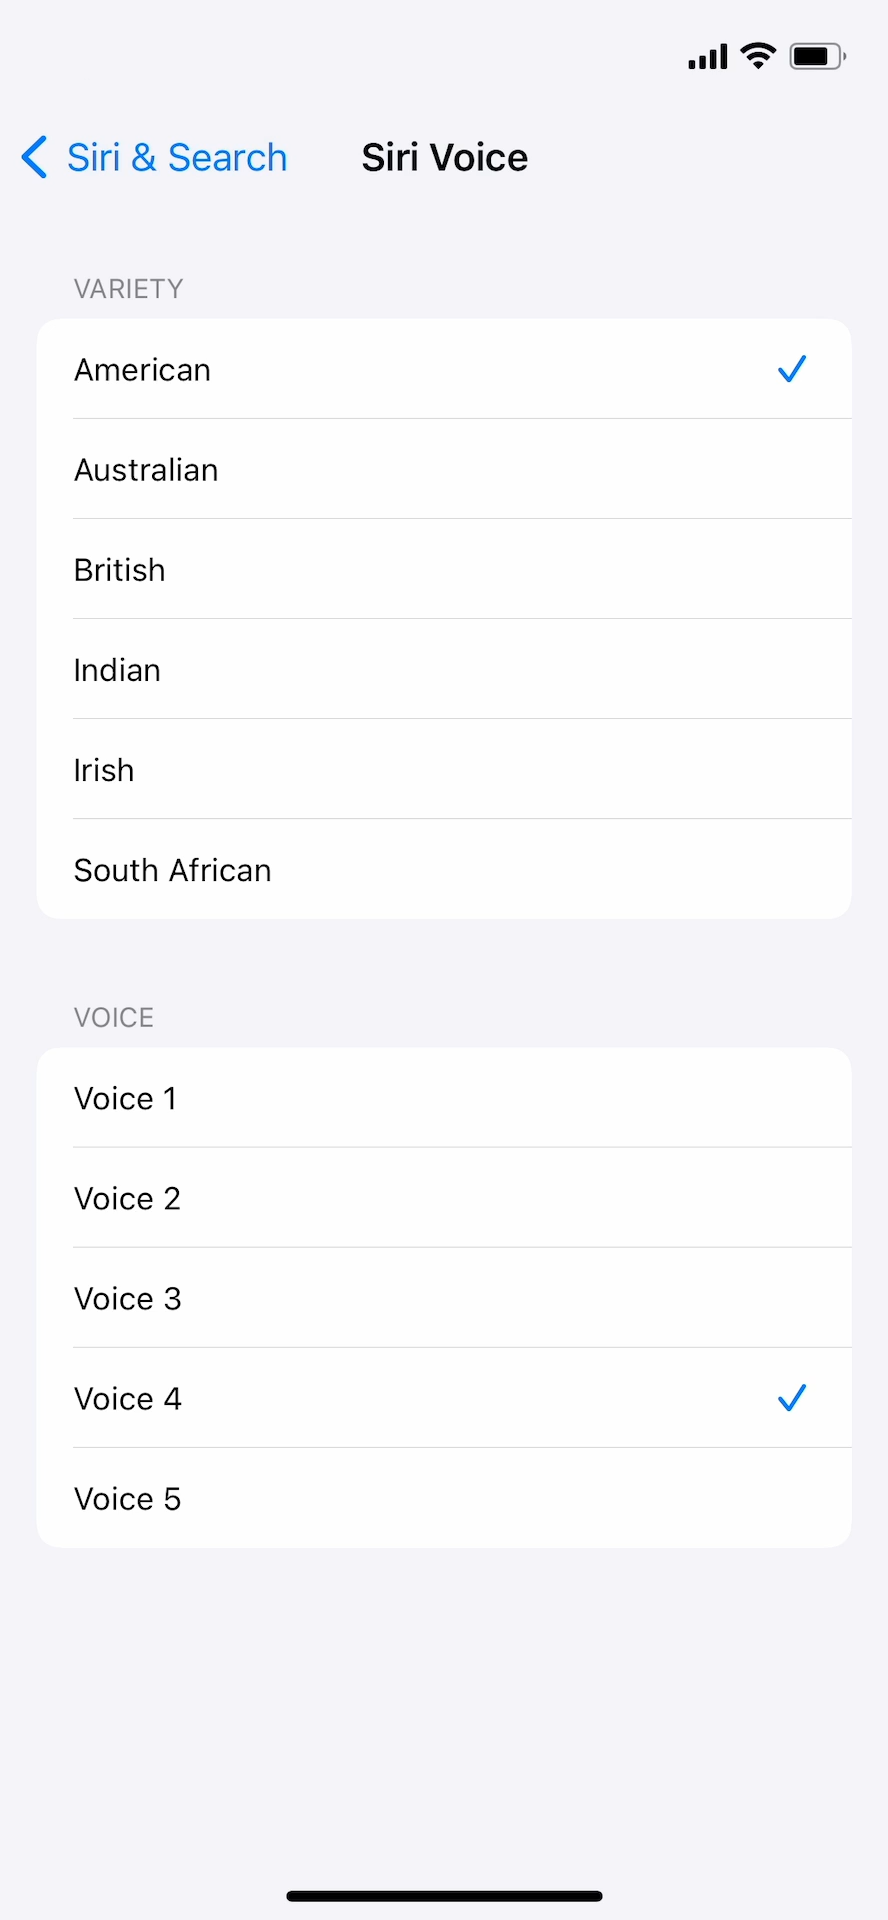 Siri & Search Siri Voice
VARIETY
American
Australian
British
Indian
Irish
South African
VOICE
Voice 1
Voice 2
Voice 3
Voice 4
Voice 5